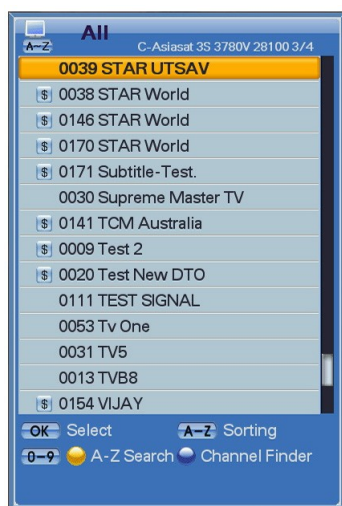 All
A-Z
C-Asiasat 3S 3780V 28100 3/4
0039 STAR UTSAV
$ 0038 STAR World
$ 0146 STAR World
$ 0170 STAR World
$ 0171 Subtitle-Test.
0030 Supreme Master TV
$ 0141 TCM Australia
$ 0009 Test 2
$ 0020 Test New DTO
0111 TEST SIGNAL
0053 Tv One
0031 TV5
0013 TVB8
$ 0154 VIJAY
OK Select A-Z Sorting
0-9 A-Z Search Channel Finder